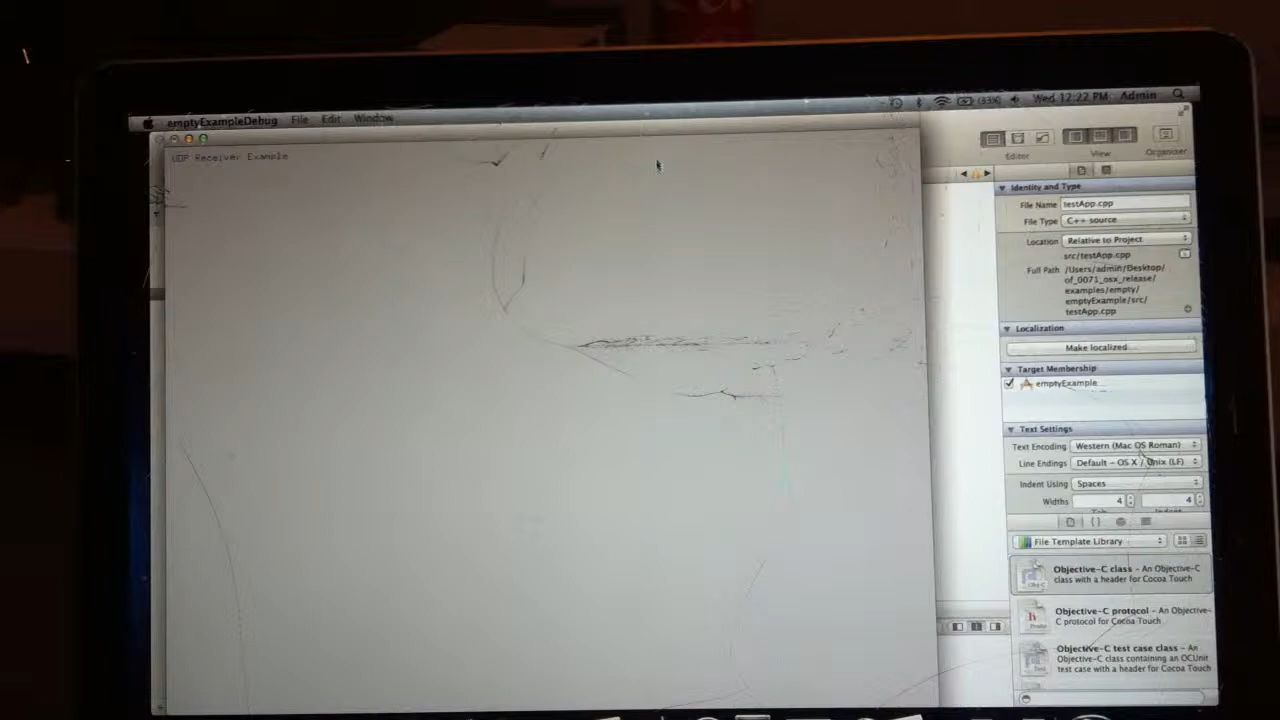 emptyExampleDebug File Edit Window
(33%) Wed 12:22 PM Admin
UDP Receiver Example
Editor View Organizer
Identity and Type
File Name testApp.cpp
File Type C++ source
Location Relative to Project
src/testApp.cpp
Full Path /Users/admin/Desktop/
of_0071_osx_release/
examples/empty/
emptyExample/src/
testApp.cpp
Localization
Make localized...
Target Membership
emptyExample
Text Settings
Text Encoding Western (Mac OS Roman)
Line Endings Default - OS X / Unix (LF)
Indent Using Spaces
Widths 4 4
Tab Indent
File Template Library
Objective-C class - An Objective-
C class with a header for Cocoa Touch
Objective-C protocol - An Objective-
C protocol for Cocoa Touch
Objective-C test case class - An
Objective-C class containing an OCUnit
test case with a header for Cocoa Touch